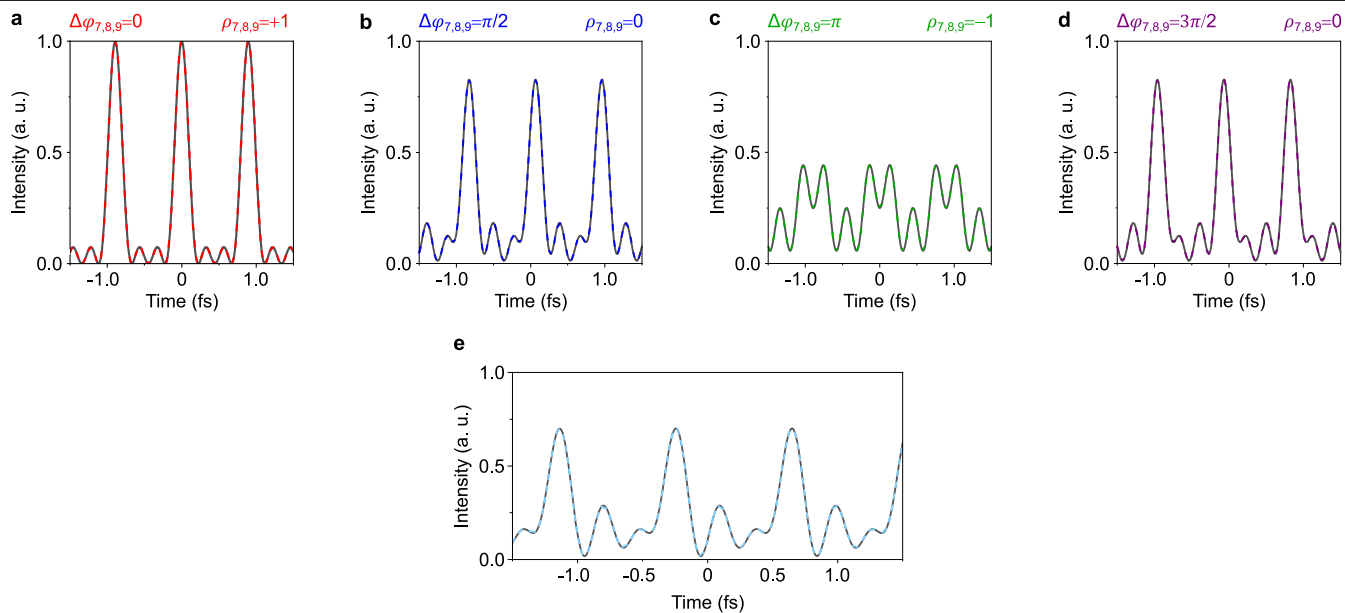 a
Δφ7,8,9=0 ρ7,8,9=+1
1.0
0.5
0.0
Intensity (a. u.)
-1.0 0 1.0
Time (fs)
b
Δφ7,8,9=π/2 ρ7,8,9=0
1.0
0.5
0.0
Intensity (a. u.)
-1.0 0 1.0
Time (fs)
c
Δφ7,8,9=π ρ7,8,9=–1
1.0
0.5
0.0
Intensity (a. u.)
-1.0 0 1.0
Time (fs)
d
Δφ7,8,9=3π/2 ρ7,8,9=0
1.0
0.5
0.0
Intensity (a. u.)
-1.0 0 1.0
Time (fs)
e
1.0
0.5
0.0
Intensity (a. u.)
-1.0 -0.5 0 0.5 1.0
Time (fs)